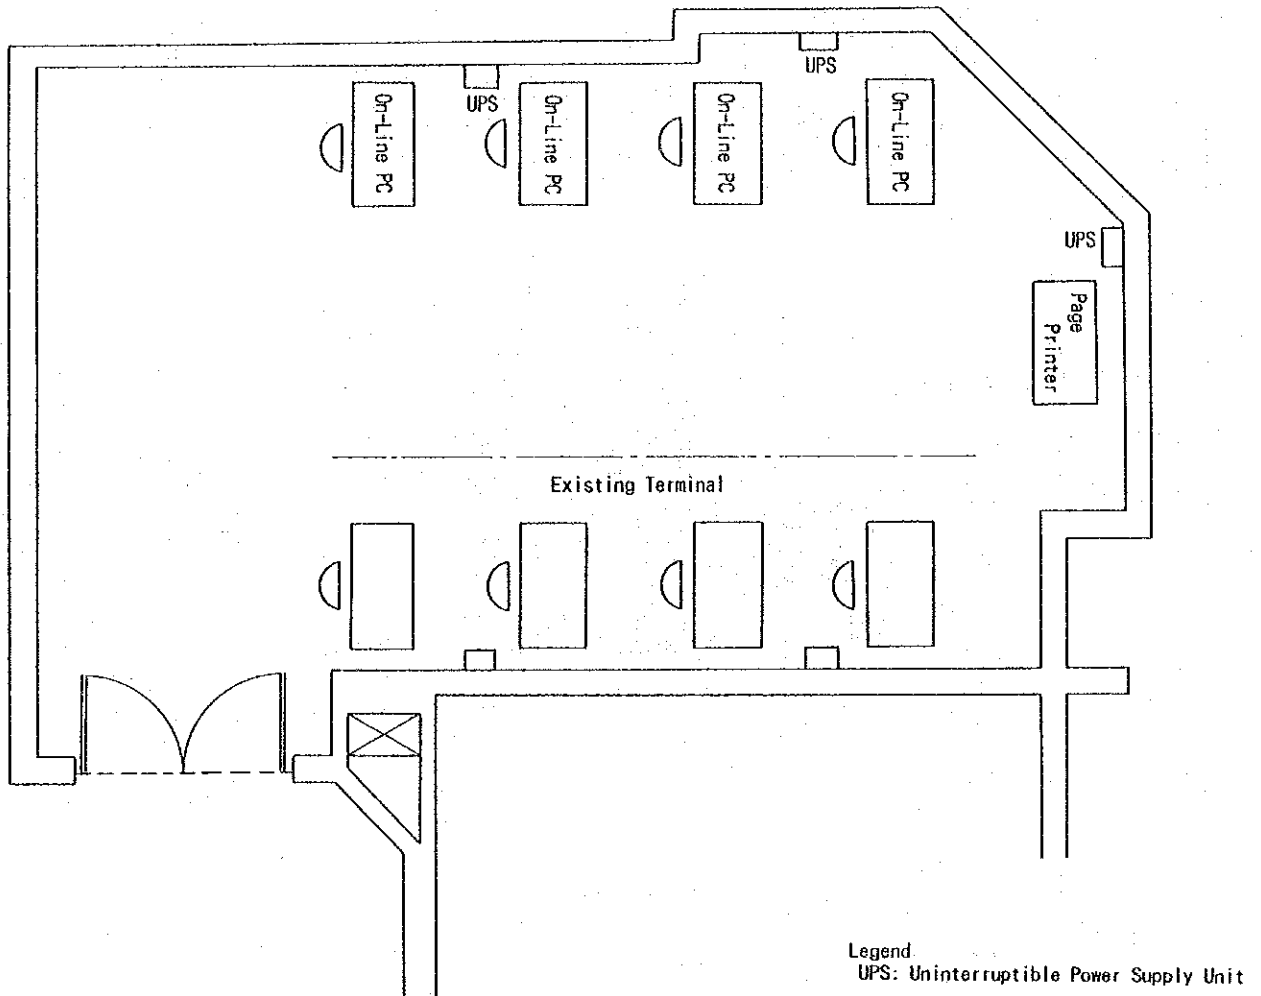 UPS
UPS
On-Line PC
On-Line PC
On-Line PC
On-Line PC
UPS
Page
Printer
Existing Terminal
Legend
UPS: Uninterruptible Power Supply Unit